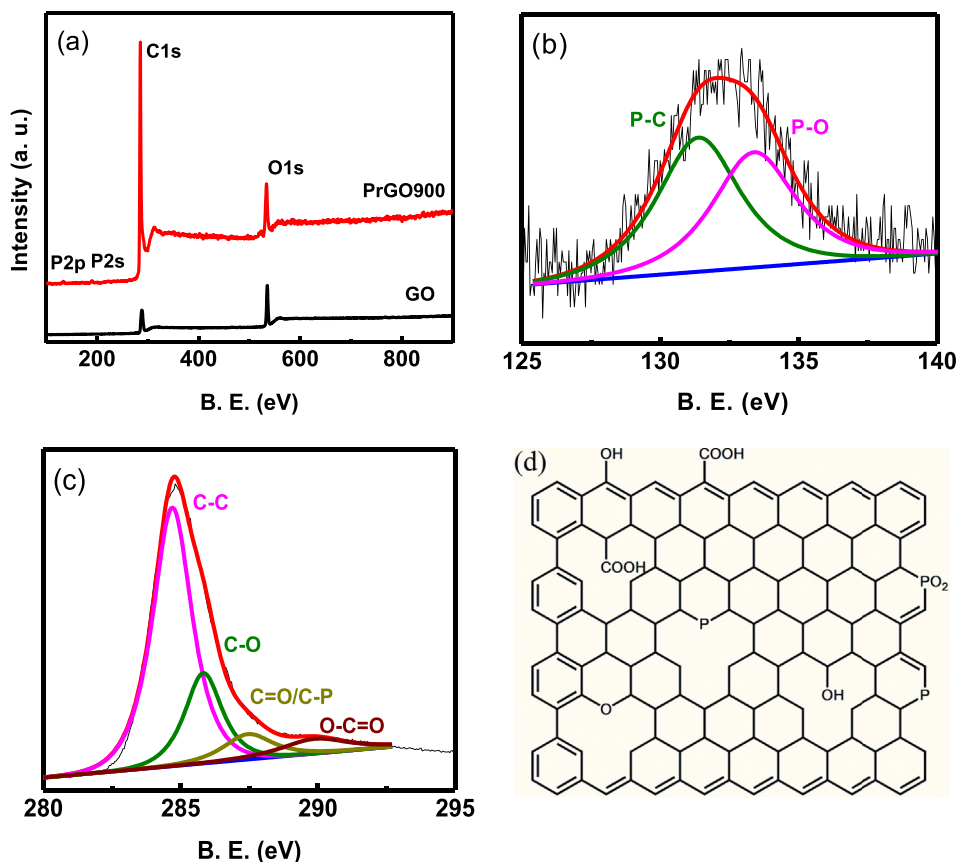 (a)
C1s
O1s
PrGO900
P2p P2s
GO
Intensity (a. u.)
200 400 600 800
B. E. (eV)
(b)
P-C
P-O
125 130 135 140
B. E. (eV)
(c)
C-C
C-O
C=O/C-P
O-C=O
280 285 290 295
B. E. (eV)
(d)
OH
COOH
COOH
PO2
P
OH
P
O